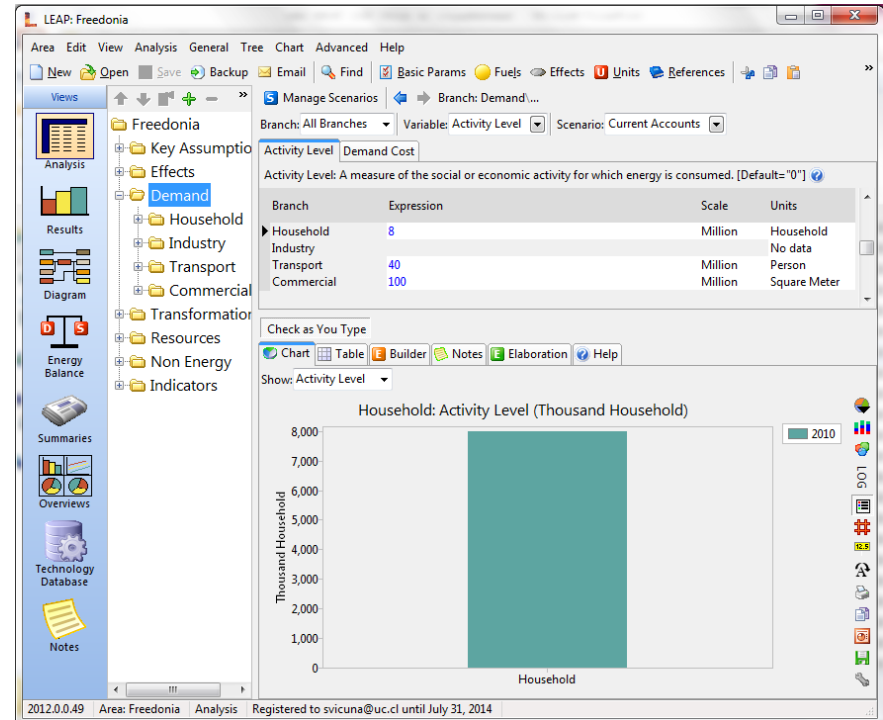 LEAP: Freedonia
Area Edit View Analysis General Tree Chart Advanced Help
New Open Save Backup Email Find Basic Params Fuels Effects Units References »
Views » Manage Scenarios Branch: Demand\...
Branch: All Branches Variable: Activity Level Scenario: Current Accounts
Activity Level Demand Cost
Activity Level: A measure of the social or economic activity for which energy is consumed. [Default="0"]
Branch Expression Scale Units
Household 8 Million Household
Industry No data
Transport 40 Million Person
Commercial 100 Million Square Meter
Freedonia
Key Assumptio
Effects
Demand
Household
Industry
Transport
Commercial
Transformation
Resources
Non Energy
Indicators
Analysis
Results
Diagram
Energy
Balance
Summaries
Overviews
Technology
Database
Notes
Check as You Type
Chart Table Builder Notes Elaboration Help
Show: Activity Level
Household: Activity Level (Thousand Household)
8,000
7,000
6,000
5,000
4,000
3,000
2,000
1,000
0
Thousand Household
Household
2010
LOG
12.5
2012.0.0.49 Area: Freedonia Analysis Registered to svicuna@uc.cl until July 31, 2014